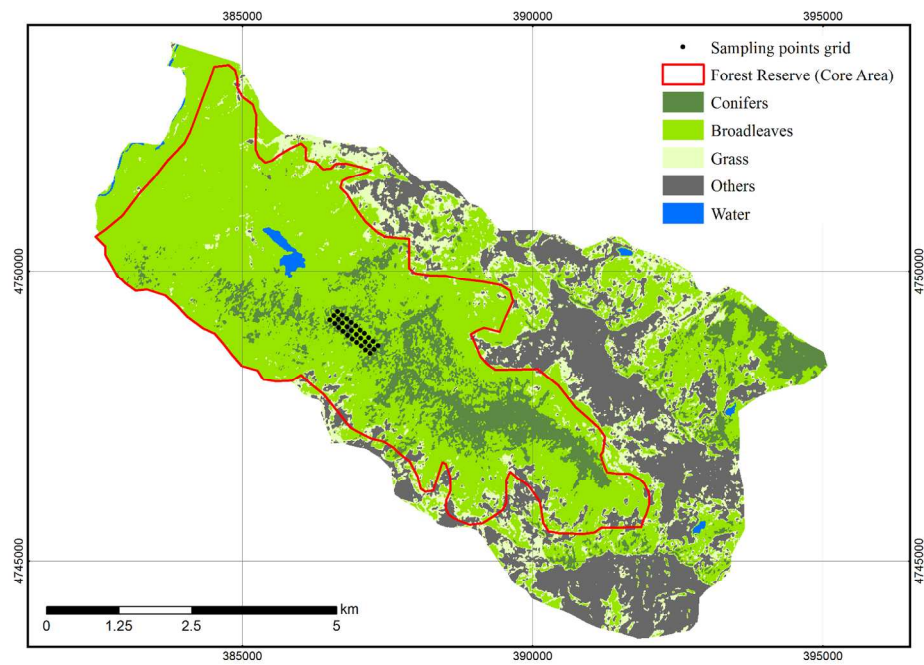 385000 390000 395000
Sampling points grid
Forest Reserve (Core Area)
Conifers
Broadleaves
Grass
Others
Water
4750000 4750000
4745000 4745000
km
0 1.25 2.5 5
385000 390000 395000